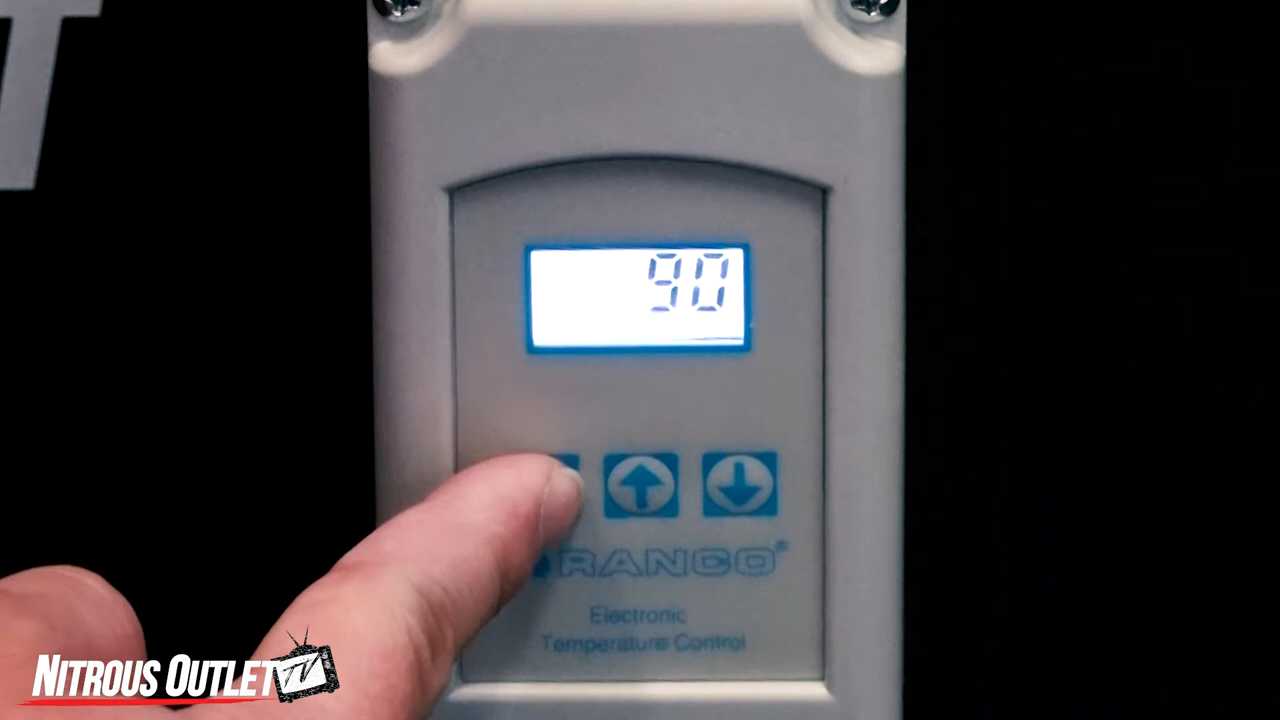 T
90
RANCO®
Electronic
Temperature Control
NITROUS OUTLET TV